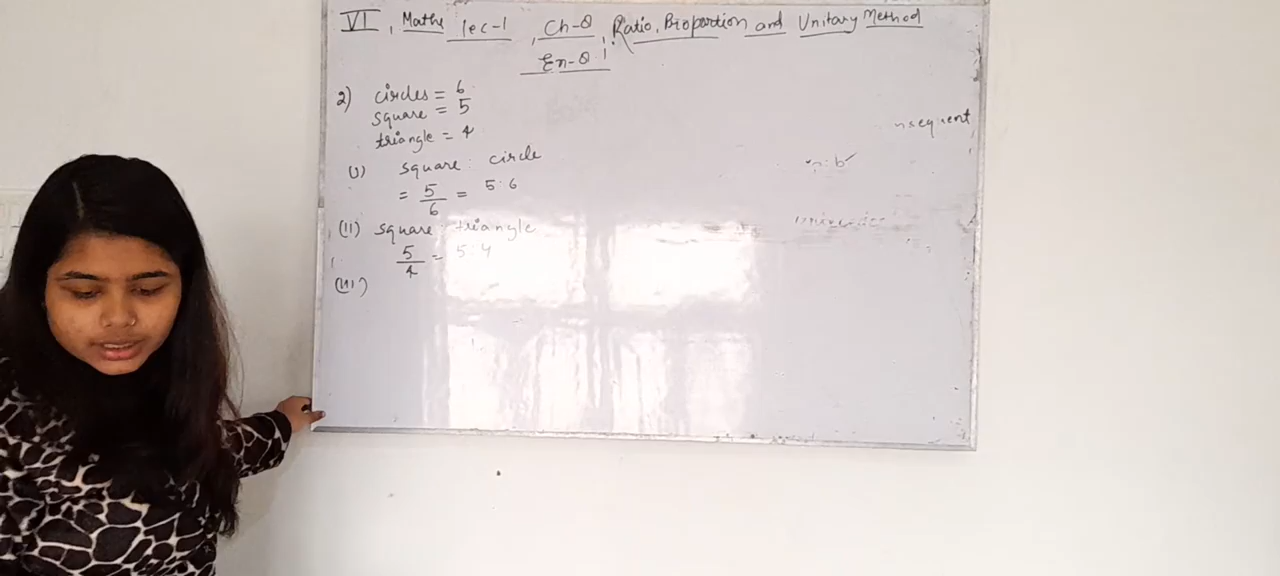 VI, Maths lec-1, Ch-8, Ratio, Proportion and Unitary Method
Ex-8.1
2) circles = 6
square = 5
triangle = 4
(I) square : circle
= 5/6 = 5:6
(II) square : triangle
5/4 = 5:4
(III)
nsequent